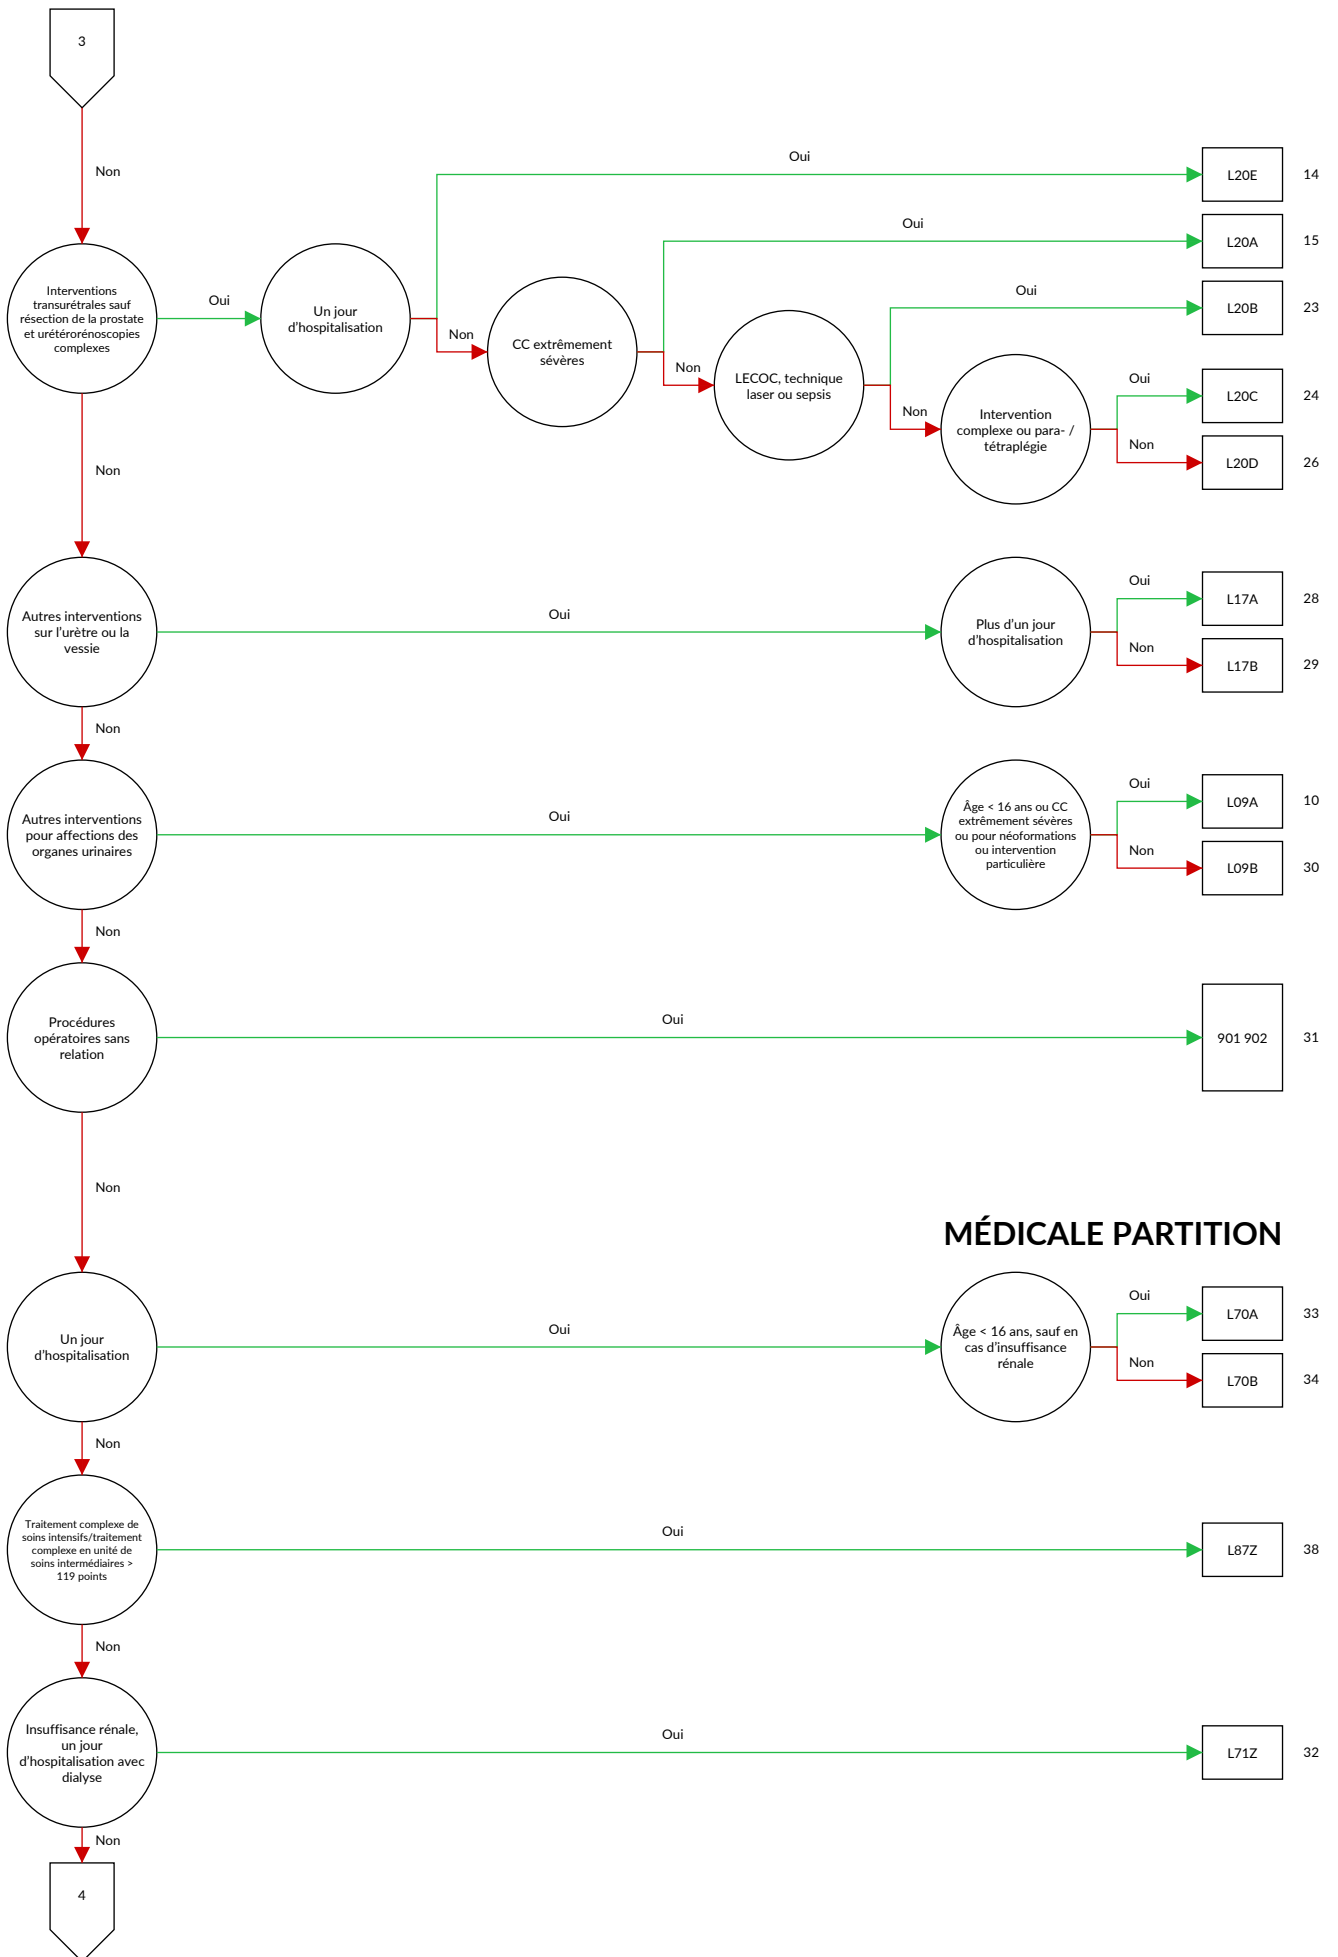 3
Non
Oui
L20E
14
Oui
L20A
15
Interventions
transurétrales sauf
résection de la prostate
et urétérorénoscopies
complexes
Oui
Un jour
d'hospitalisation
Non
CC extrêmement
sévères
Non
LECOC, technique
laser ou sepsis
Oui
L20B
23
Non
Intervention
complexe ou para- /
tétraplégie
Oui
L20C
24
Non
L20D
26
Non
Autres interventions
sur l'urètre ou la
vessie
Oui
Plus d'un jour
d'hospitalisation
Oui
L17A
28
Non
L17B
29
Non
Autres interventions
pour affections des
organes urinaires
Oui
Âge < 16 ans ou CC
extrêmement sévères
ou pour néoformations
ou intervention
particulière
Oui
L09A
10
Non
L09B
30
Non
Procédures
opératoires sans
relation
Oui
901 902
31
Non
MÉDICALE PARTITION
Un jour
d'hospitalisation
Oui
Âge < 16 ans, sauf en
cas d'insuffisance
rénale
Oui
L70A
33
Non
L70B
34
Non
Traitement complexe de
soins intensifs/traitement
complexe en unité de
soins intermédiaires >
119 points
Oui
L87Z
38
Non
Insuffisance rénale,
un jour
d'hospitalisation avec
dialyse
Oui
L71Z
32
Non
4